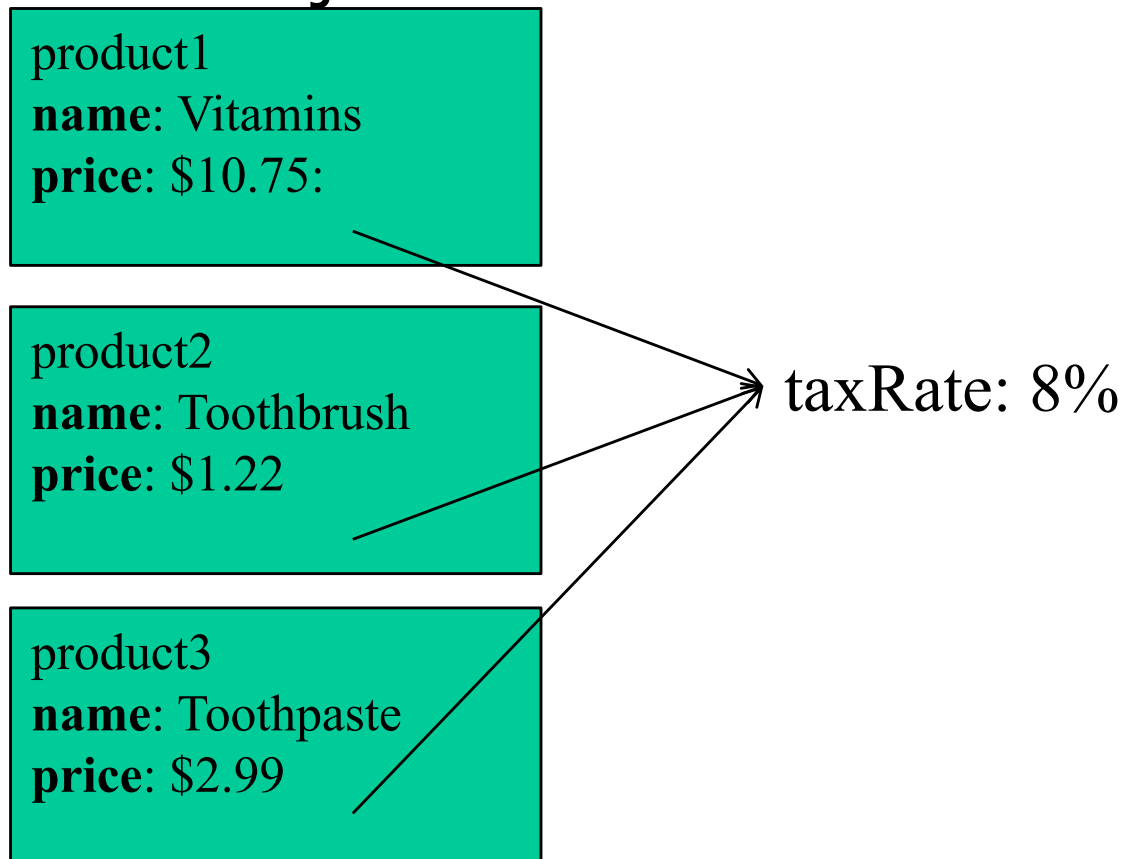 product1
name: Vitamins
price: $10.75:
product2
name: Toothbrush
price: $1.22
taxRate: 8%
product3
name: Toothpaste
price: $2.99